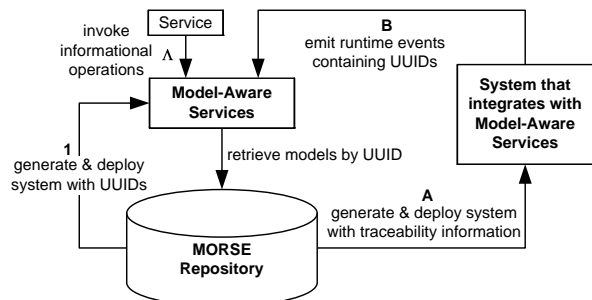 Service
invoke
informational
operations
Λ
B
emit runtime events
containing UUIDs
Model-Aware
Services
System that
integrates with
Model-Aware
Services
1
generate & deploy
system with UUIDs
retrieve models by UUID
A
generate & deploy system
with traceability information
MORSE
Repository